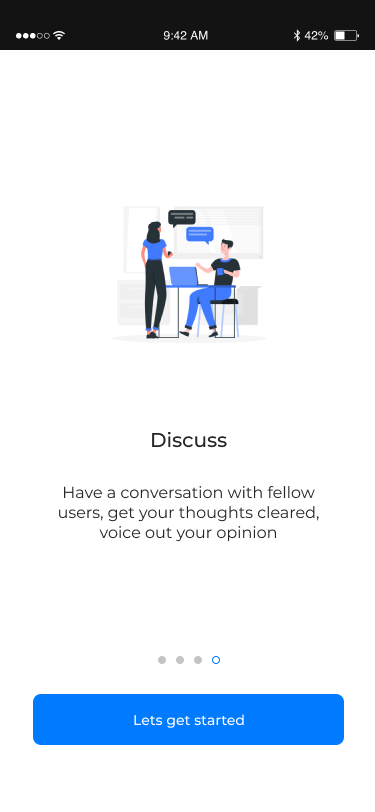 9:42 AM
42%
Discuss
Have a conversation with fellow
users, get your thoughts cleared,
voice out your opinion
Lets get started